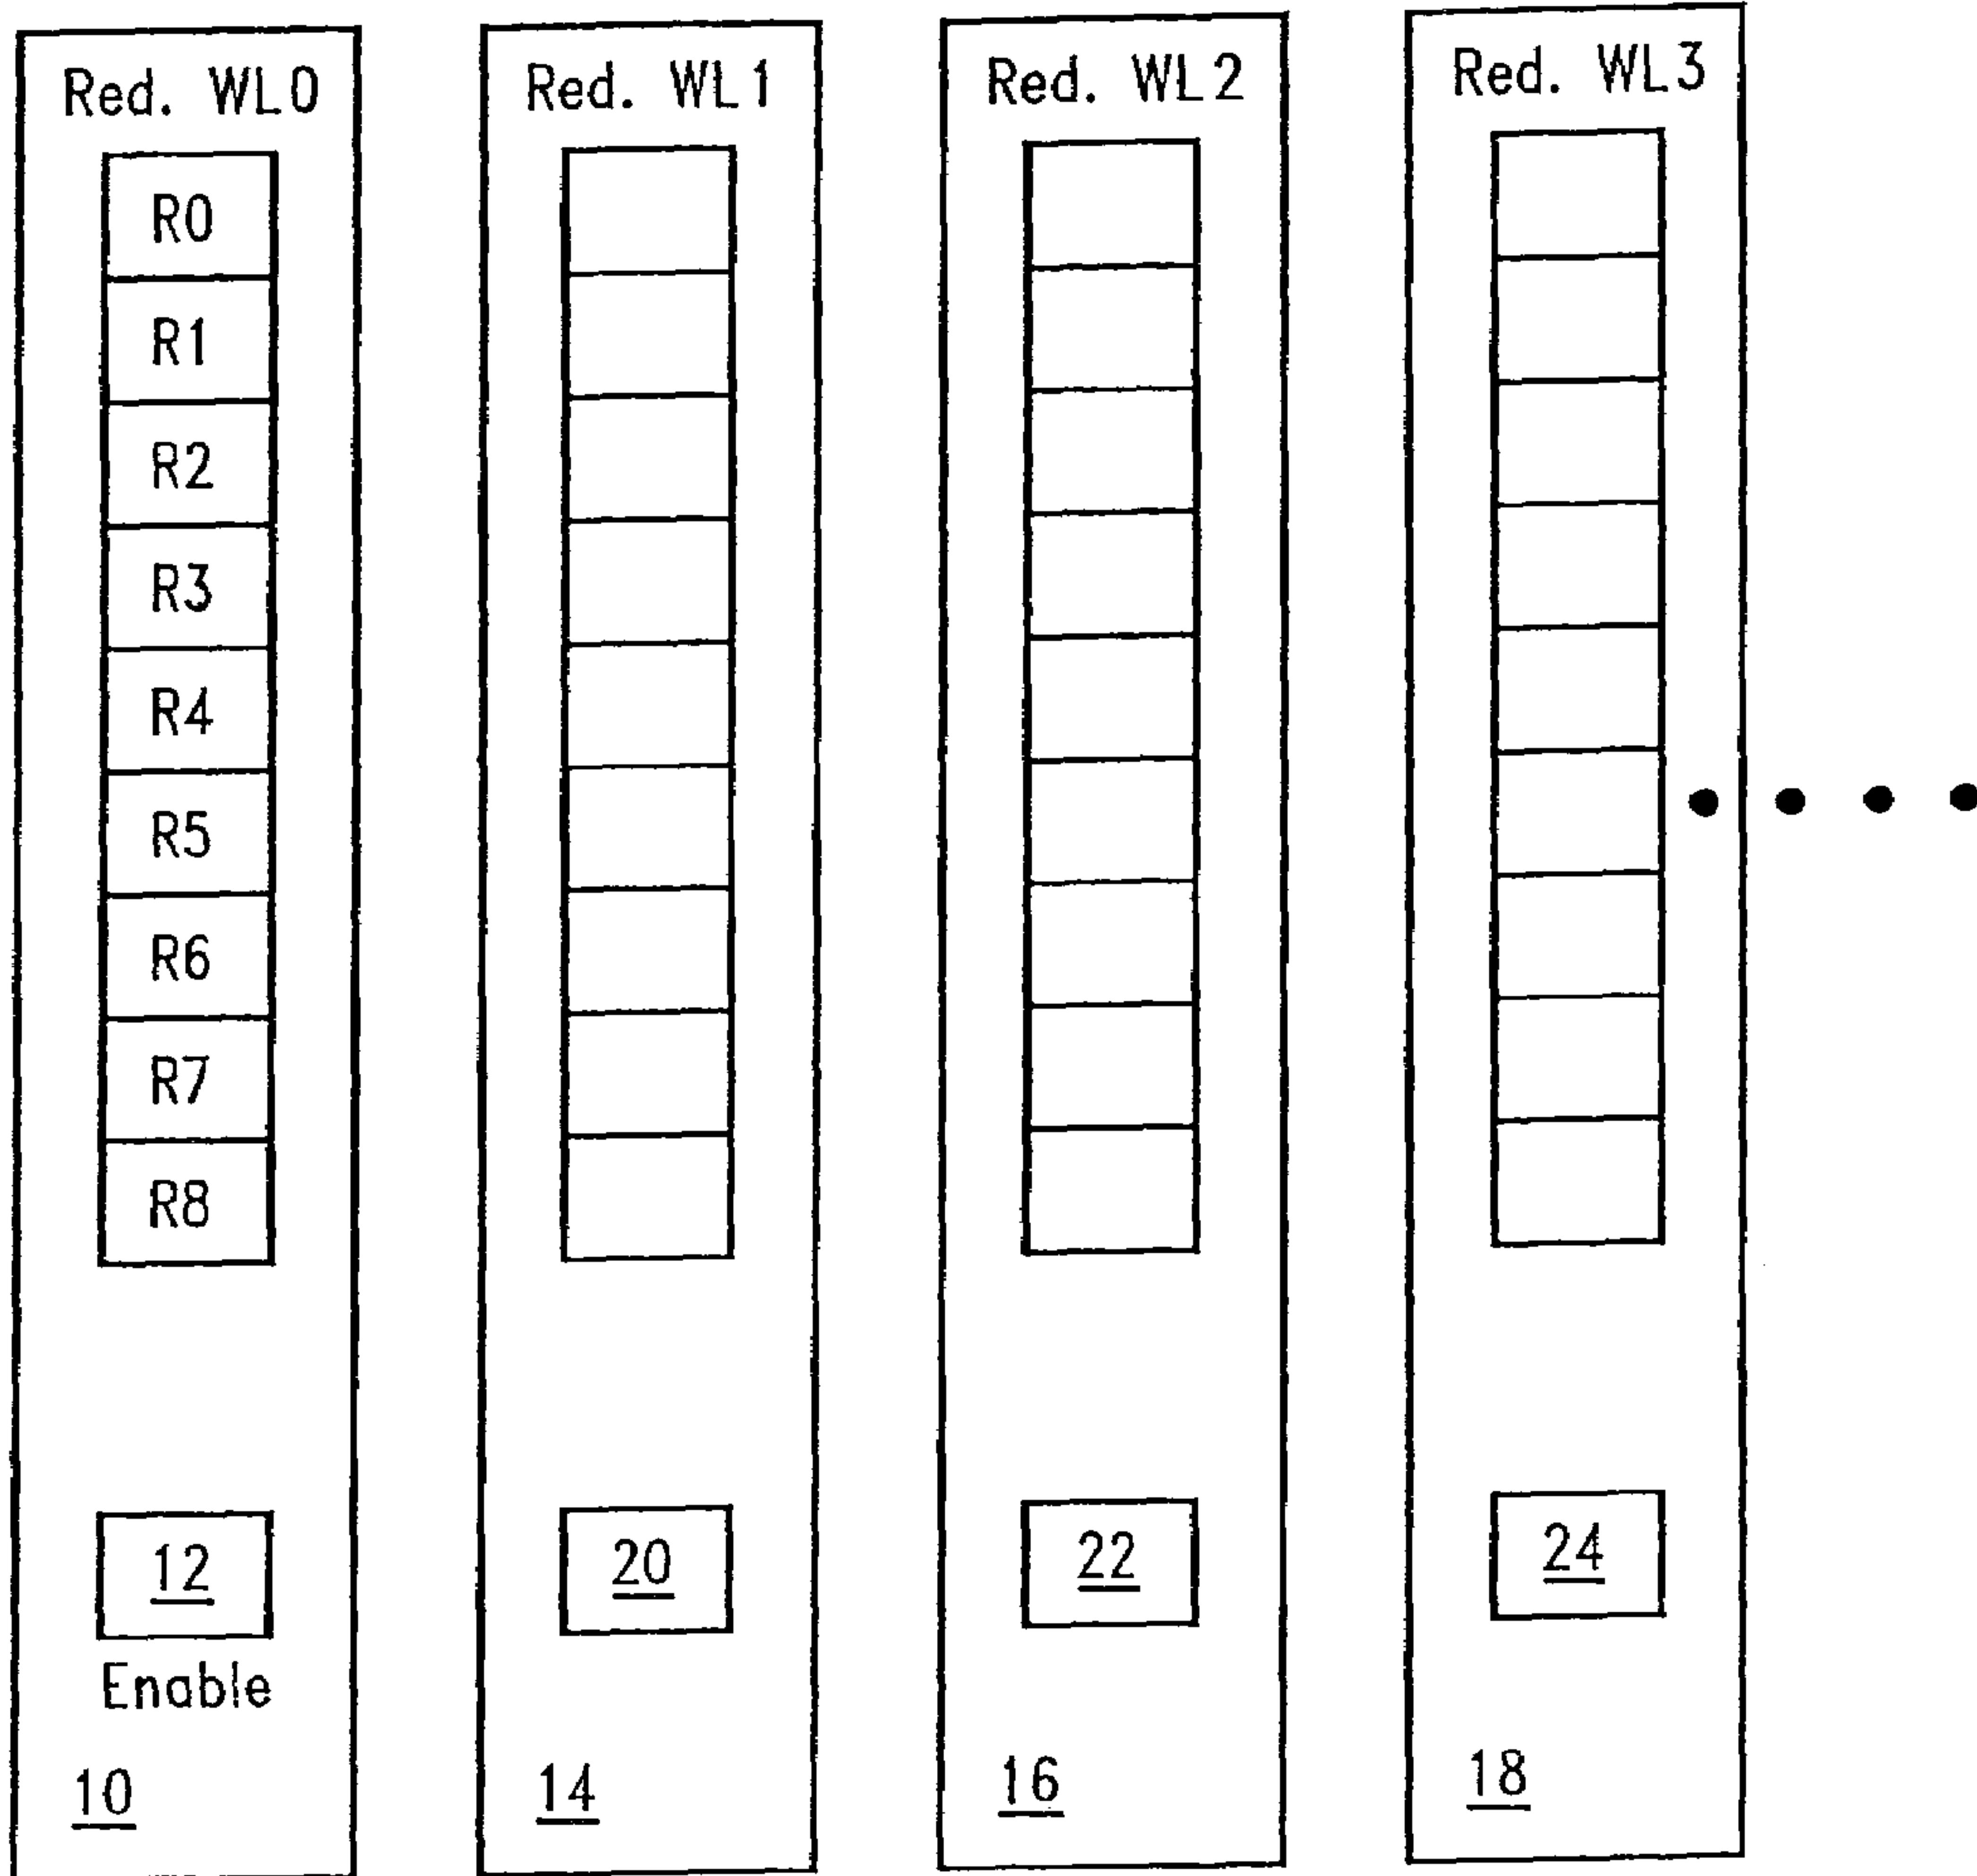 Red. WL0
R0
R1
R2
R3
R4
R5
R6
R7
R8
12
Enable
10
Red. WL1
20
14
Red. WL2
22
16
Red. WL3
24
18